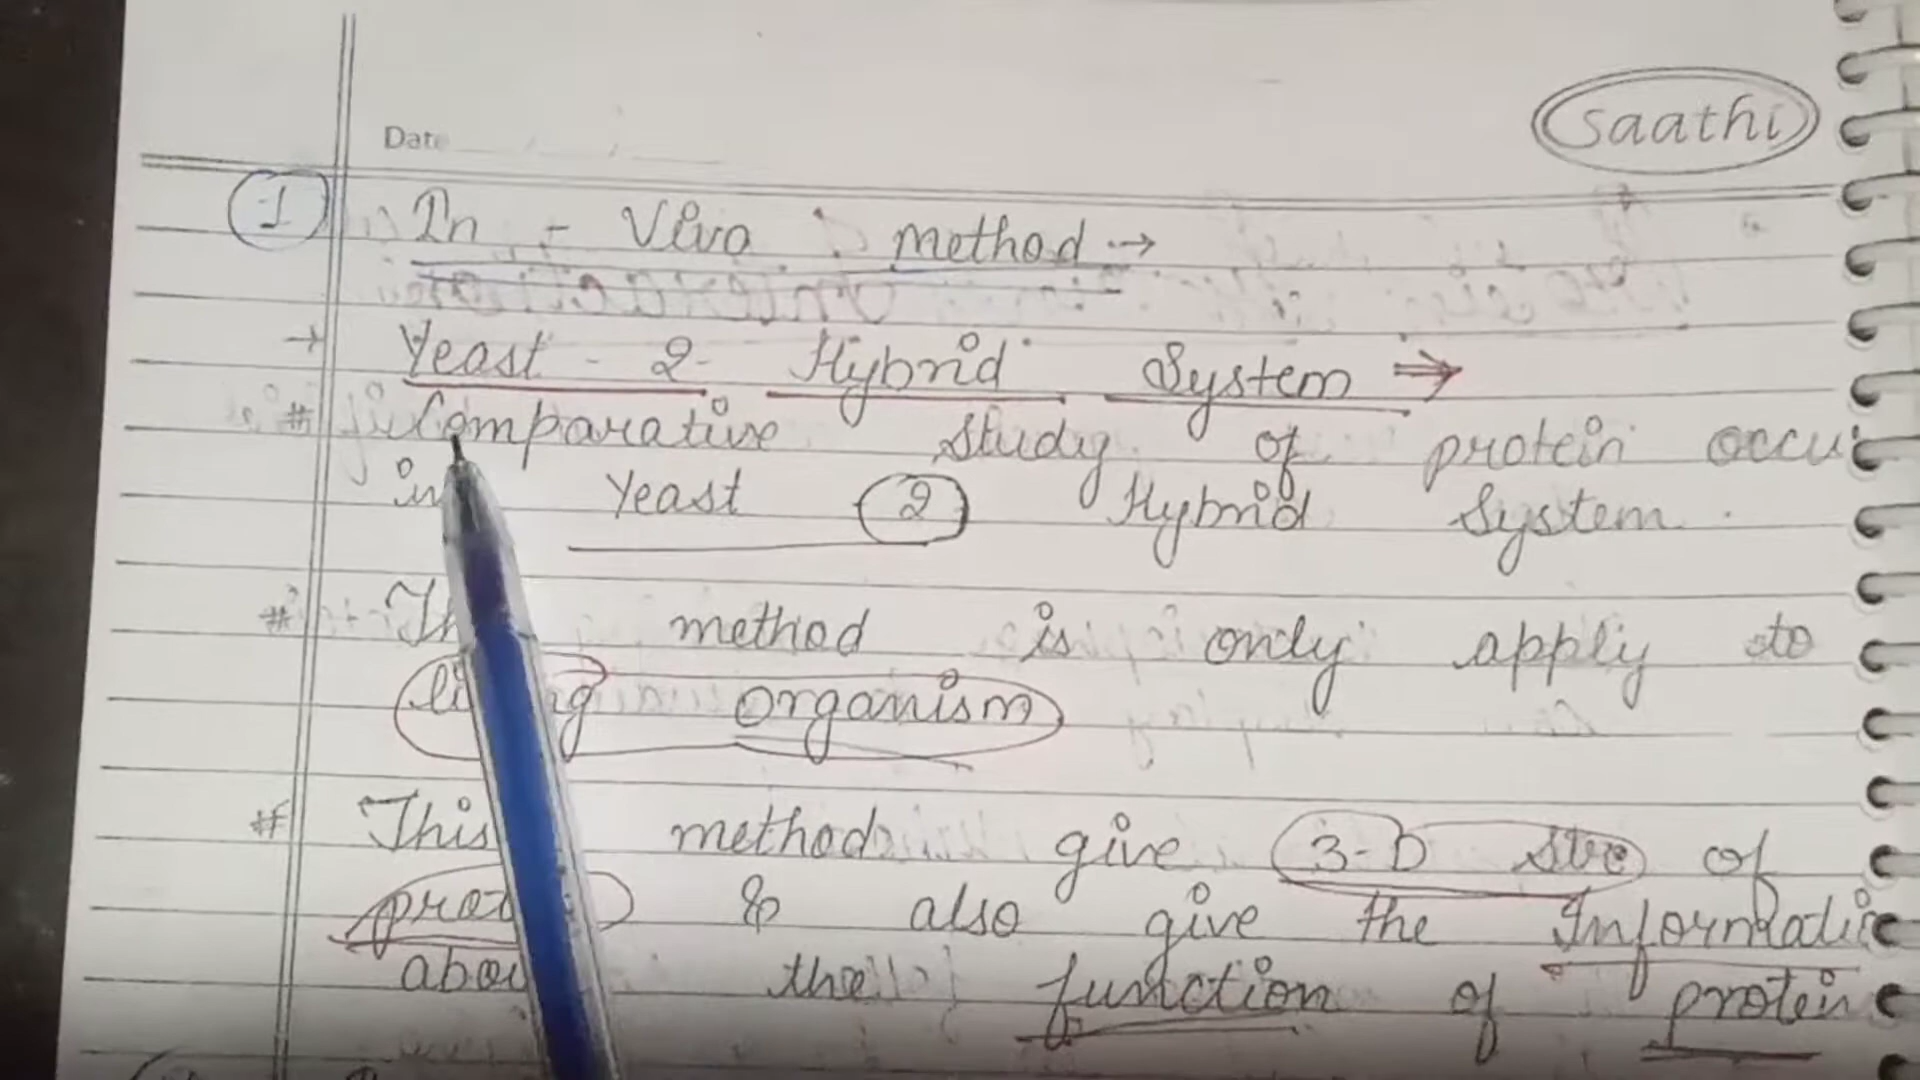 saathi
Date
1 In - Vivo method →
→ Yeast - 2 - Hybrid System ⇒
# Comparative study of protein occu
in Yeast 2 Hybrid System.
# method is only apply to
organism
# This method give 3-D stre of
& also give the
the function of protein